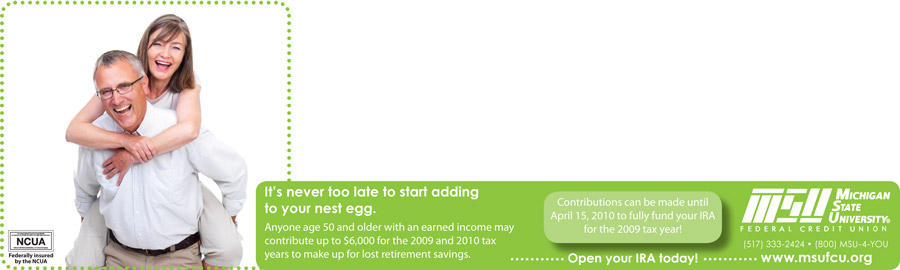 NCUA
Federally insured
by the NCUA
It's never too late to start adding
to your nest egg.
Anyone age 50 and older with an earned income may
contribute up to $6,000 for the 2009 and 2010 tax
years to make up for lost retirement savings.
Contributions can be made until
April 15, 2010 to fully fund your IRA
for the 2009 tax year!
Open your IRA today!
MSU MICHIGAN
STATE
UNIVERSITY®
FEDERAL CREDIT UNION
(517) 333-2424 • (800) MSU-4-YOU
www.msufcu.org